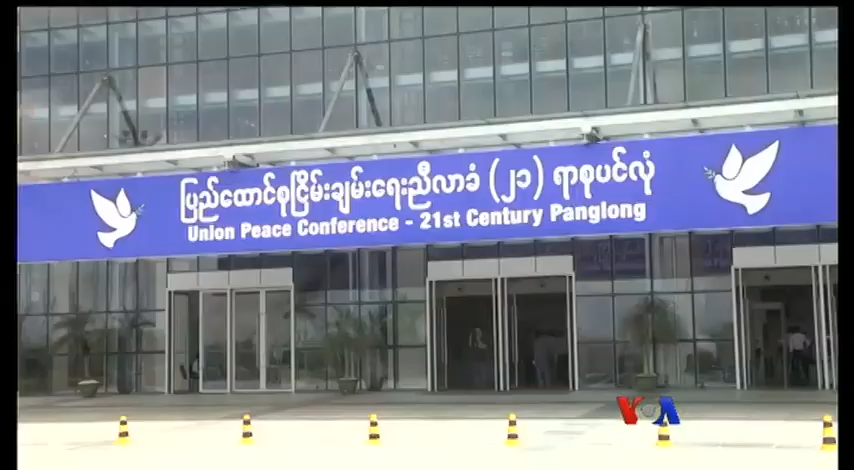 ပြည်ထောင်စုငြိမ်းချမ်းရေးညီလာခံ (၂၁) ရာစုပင်လုံ
Union Peace Conference - 21st Century Panglong
VOA